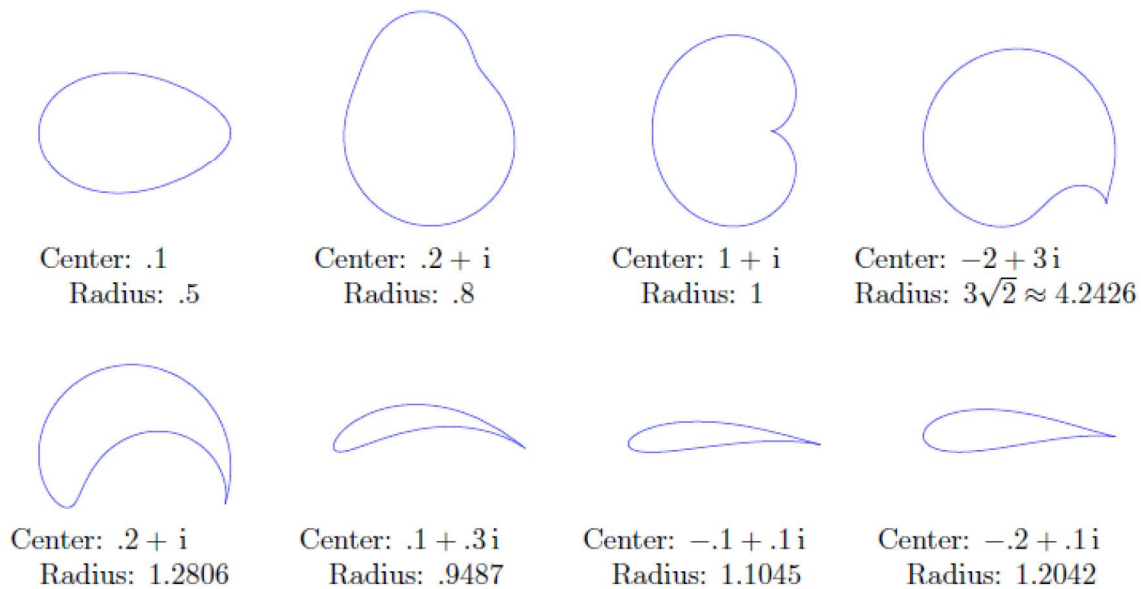 Center: .1
Radius: .5
Center: .2 + i
Radius: .8
Center: 1 + i
Radius: 1
Center: −2 + 3 i
Radius: 3√2 ≈ 4.2426
Center: .2 + i
Radius: 1.2806
Center: .1 + .3 i
Radius: .9487
Center: −.1 + .1 i
Radius: 1.1045
Center: −.2 + .1 i
Radius: 1.2042